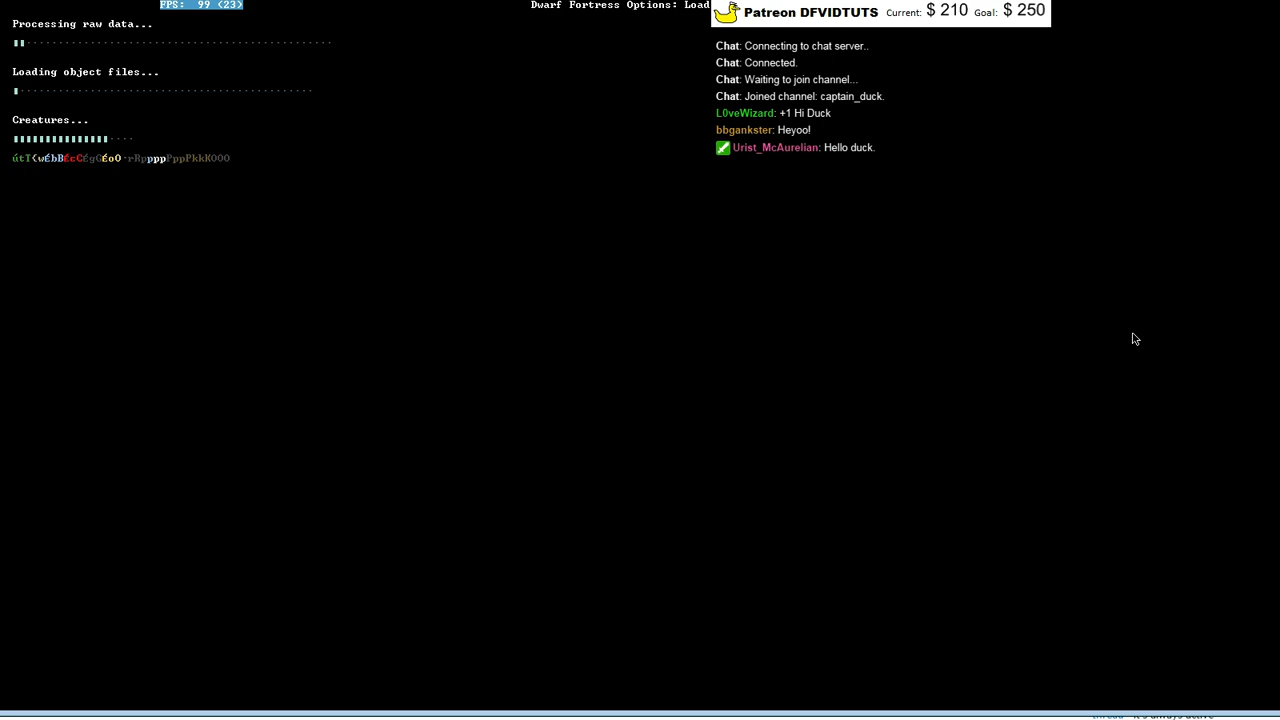 FPS: 99 (23)
Dwarf Fortress Options: Load
Patreon DFVIDTUTS Current: $ 210 Goal: $ 250
Processing raw data...
Loading object files...
Creatures...
Chat: Connecting to chat server..
Chat: Connected.
Chat: Waiting to join channel...
Chat: Joined channel: captain_duck.
L0veWizard: +1 Hi Duck
bbgankster: Heyoo!
Urist_McAurelian: Hello duck.